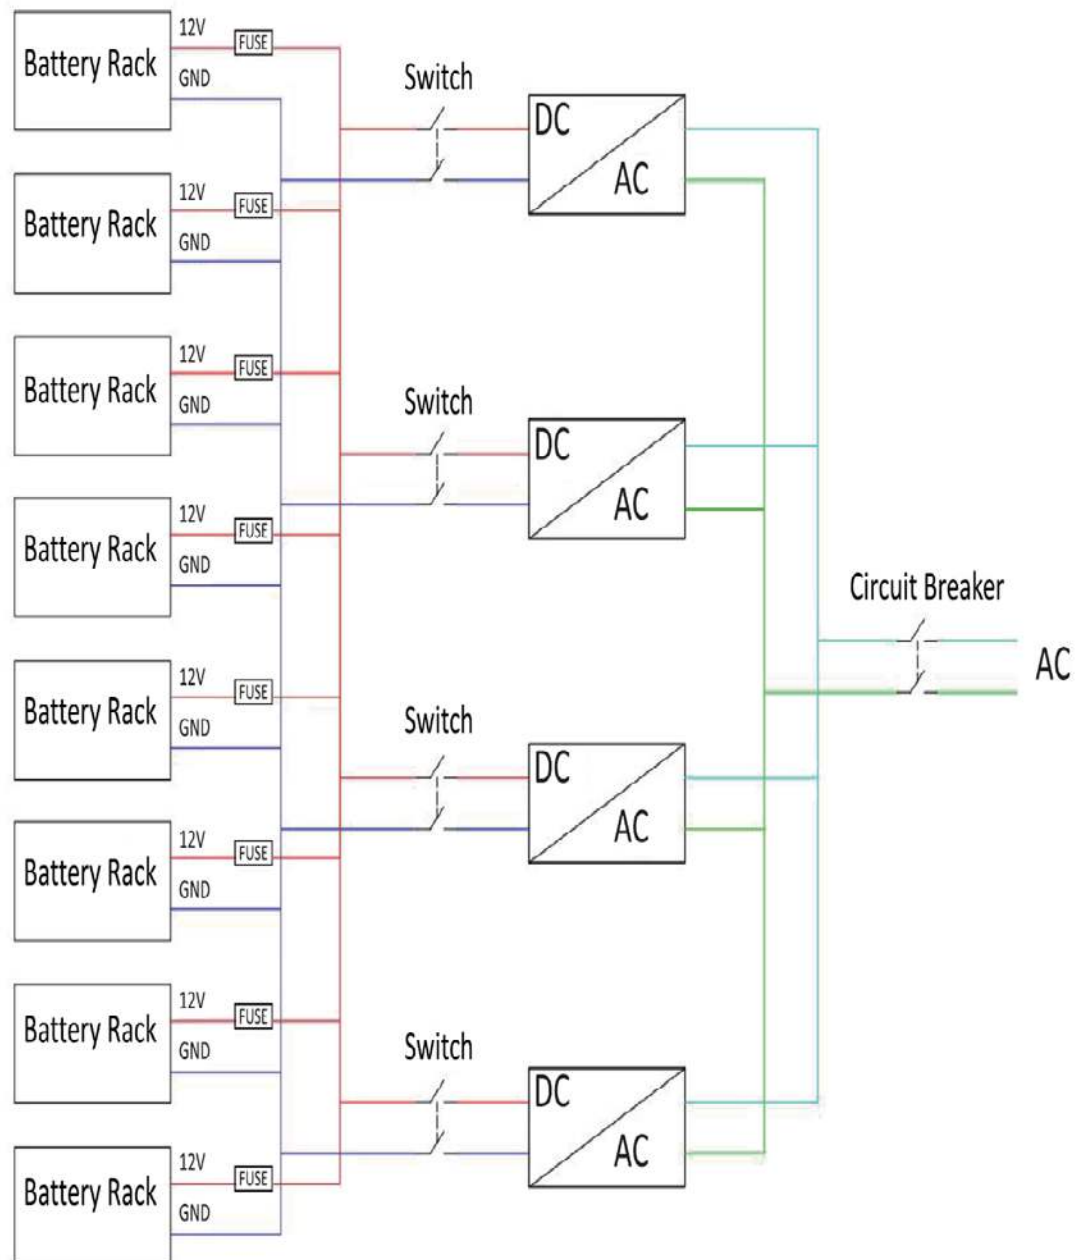 Battery Rack
12V
FUSE
GND
Switch
DC
AC
Battery Rack
12V
FUSE
GND
Battery Rack
12V
FUSE
GND
Switch
DC
AC
Battery Rack
12V
FUSE
GND
Circuit Breaker
AC
Battery Rack
12V
FUSE
GND
Switch
DC
AC
Battery Rack
12V
FUSE
GND
Battery Rack
12V
FUSE
GND
Switch
DC
AC
Battery Rack
12V
FUSE
GND